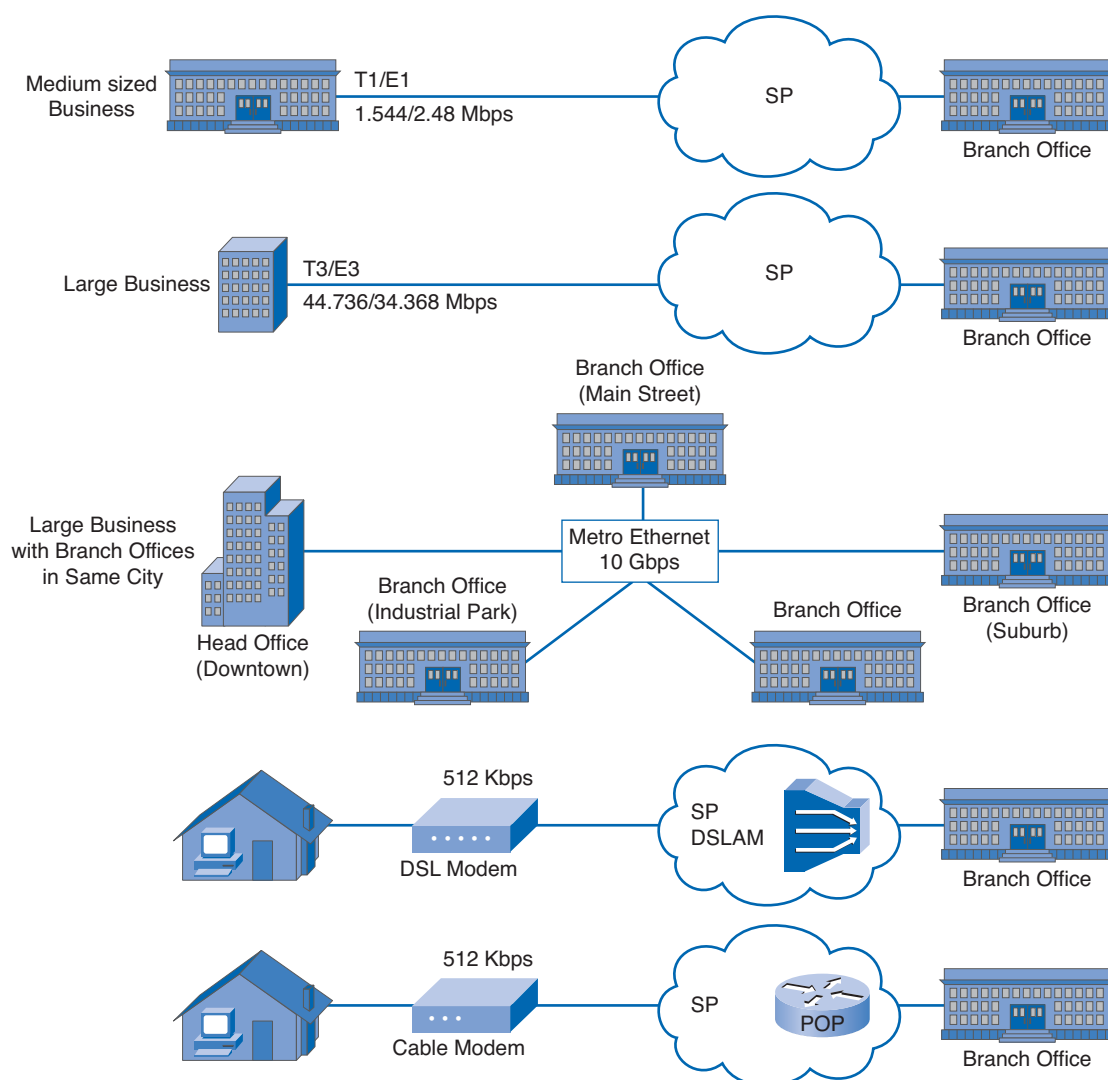 Medium sized
Business
T1/E1
1.544/2.48 Mbps
SP
Branch Office
Large Business
T3/E3
44.736/34.368 Mbps
SP
Branch Office
Branch Office
(Main Street)
Large Business
with Branch Offices
in Same City
Head Office
(Downtown)
Metro Ethernet
10 Gbps
Branch Office
(Industrial Park)
Branch Office
Branch Office
(Suburb)
512 Kbps
DSL Modem
SP
DSLAM
Branch Office
512 Kbps
Cable Modem
SP
POP
Branch Office